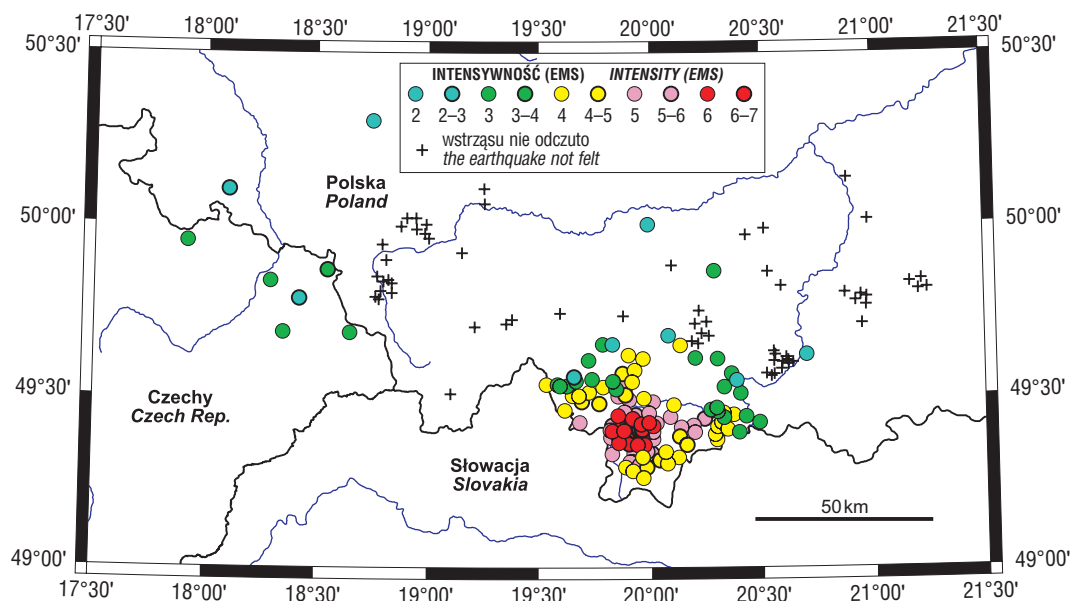 17°30' 18°00' 18°30' 19°00' 19°30' 20°00' 20°30' 21°00' 21°30'
50°30' 50°30'
INTENSYWNOŚĆ (EMS) INTENSITY (EMS)
2 2–3 3 3–4 4 4–5 5 5–6 6 6–7
wstrząsu nie odczuto
the earthquake not felt
Polska
Poland
50°00' 50°00'
49°30' 49°30'
Czechy
Czech Rep.
Słowacja
Slovakia
50 km
49°00' 49°00'
17°30' 18°00' 18°30' 19°00' 19°30' 20°00' 20°30' 21°00' 21°30'